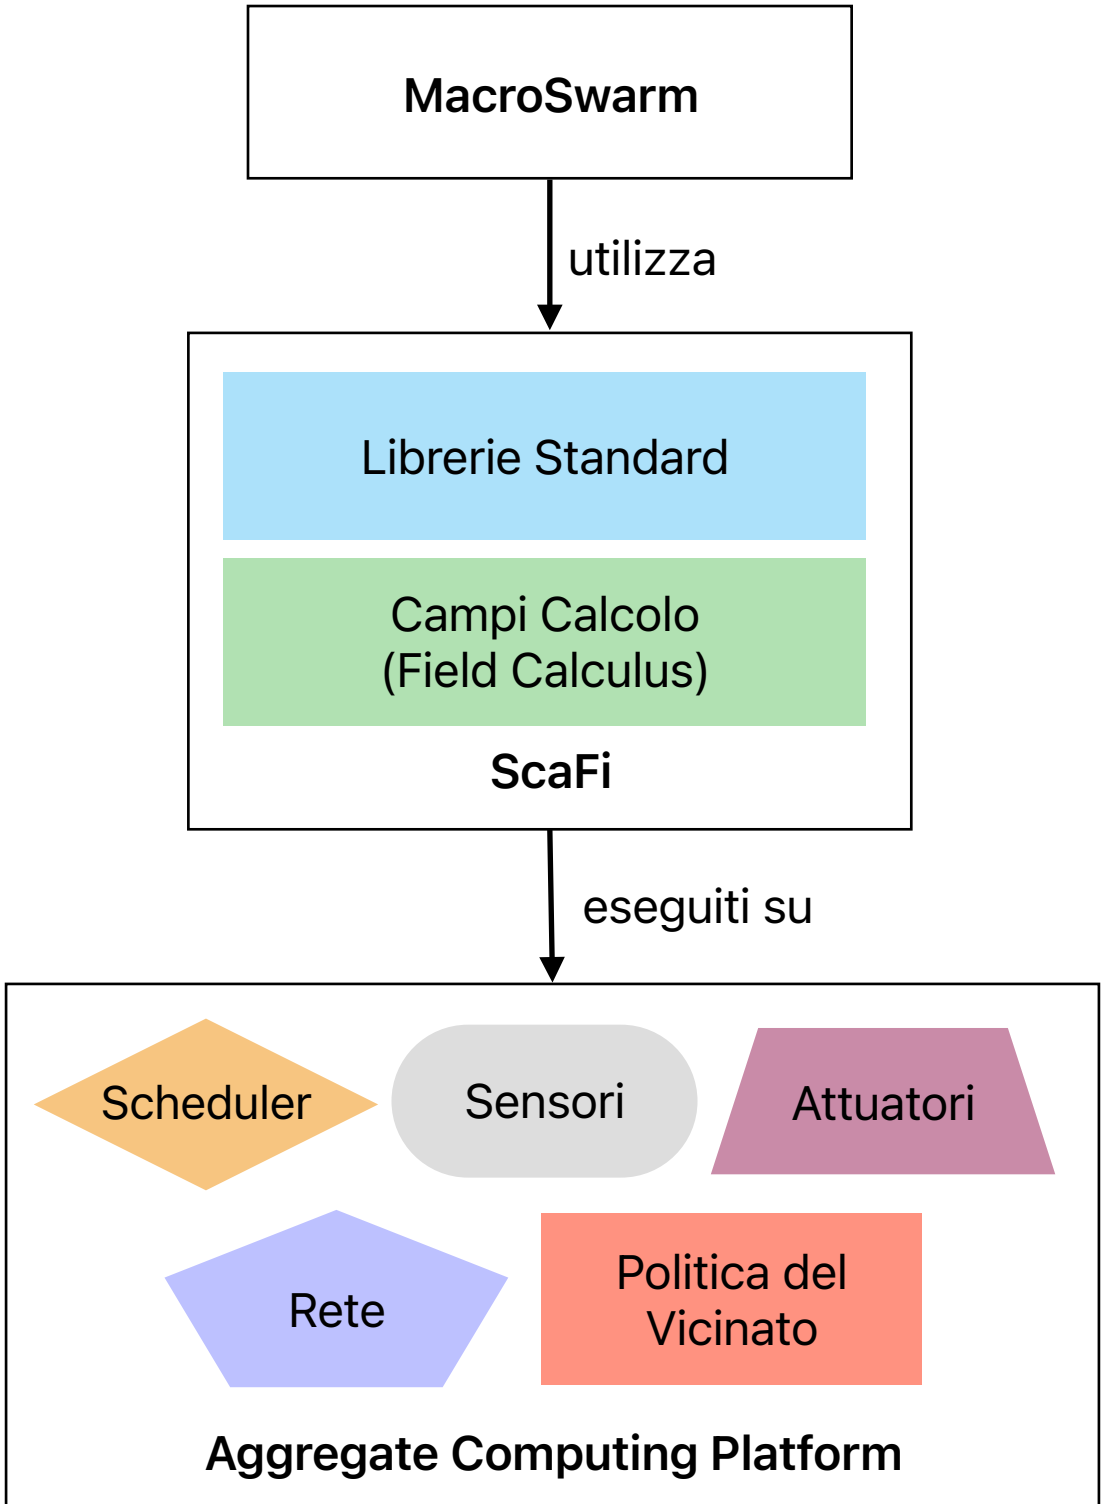 MacroSwarm
utilizza
Librerie Standard
Campi Calcolo
(Field Calculus)
ScaFi
eseguiti su
Scheduler
Sensori
Attuatori
Rete
Politica del
Vicinato
Aggregate Computing Platform